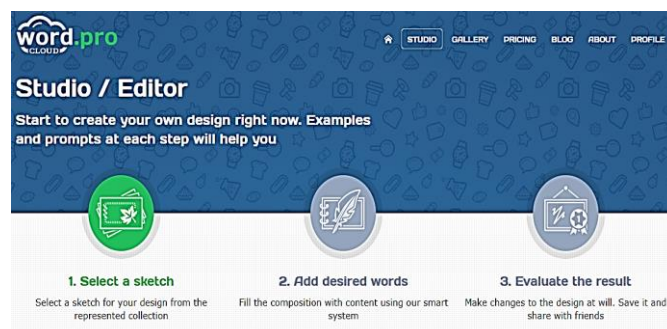 word.pro
CLOUD
STUDIO GALLERY PRICING BLOG ABOUT PROFILE
Studio / Editor
Start to create your own design right now. Examples
and prompts at each step will help you
1. Select a sketch
Select a sketch for your design from the
represented collection
2. Add desired words
Fill the composition with content using our smart
system
3. Evaluate the result
Make changes to the design at will. Save it and
share with friends